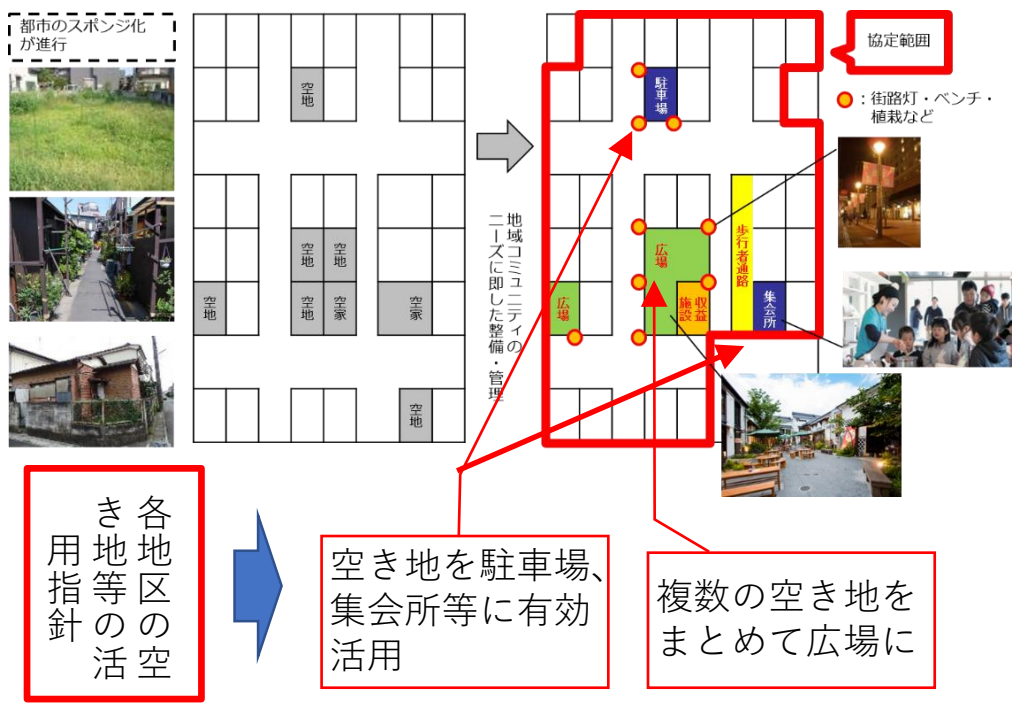 都市のスポンジ化
が進行
空地
空地
空地
空地
空地
空家
空家
空地
地域コミュニティの
ニーズに即した整備・管理
協定範囲
:街路灯・ベンチ・
植栽など
駐車場
広場
広場
収益
施設
歩行者通路
集会所
各地区の空
き地等の活
用指針
空き地を駐車場、
集会所等に有効
活用
複数の空き地を
まとめて広場に